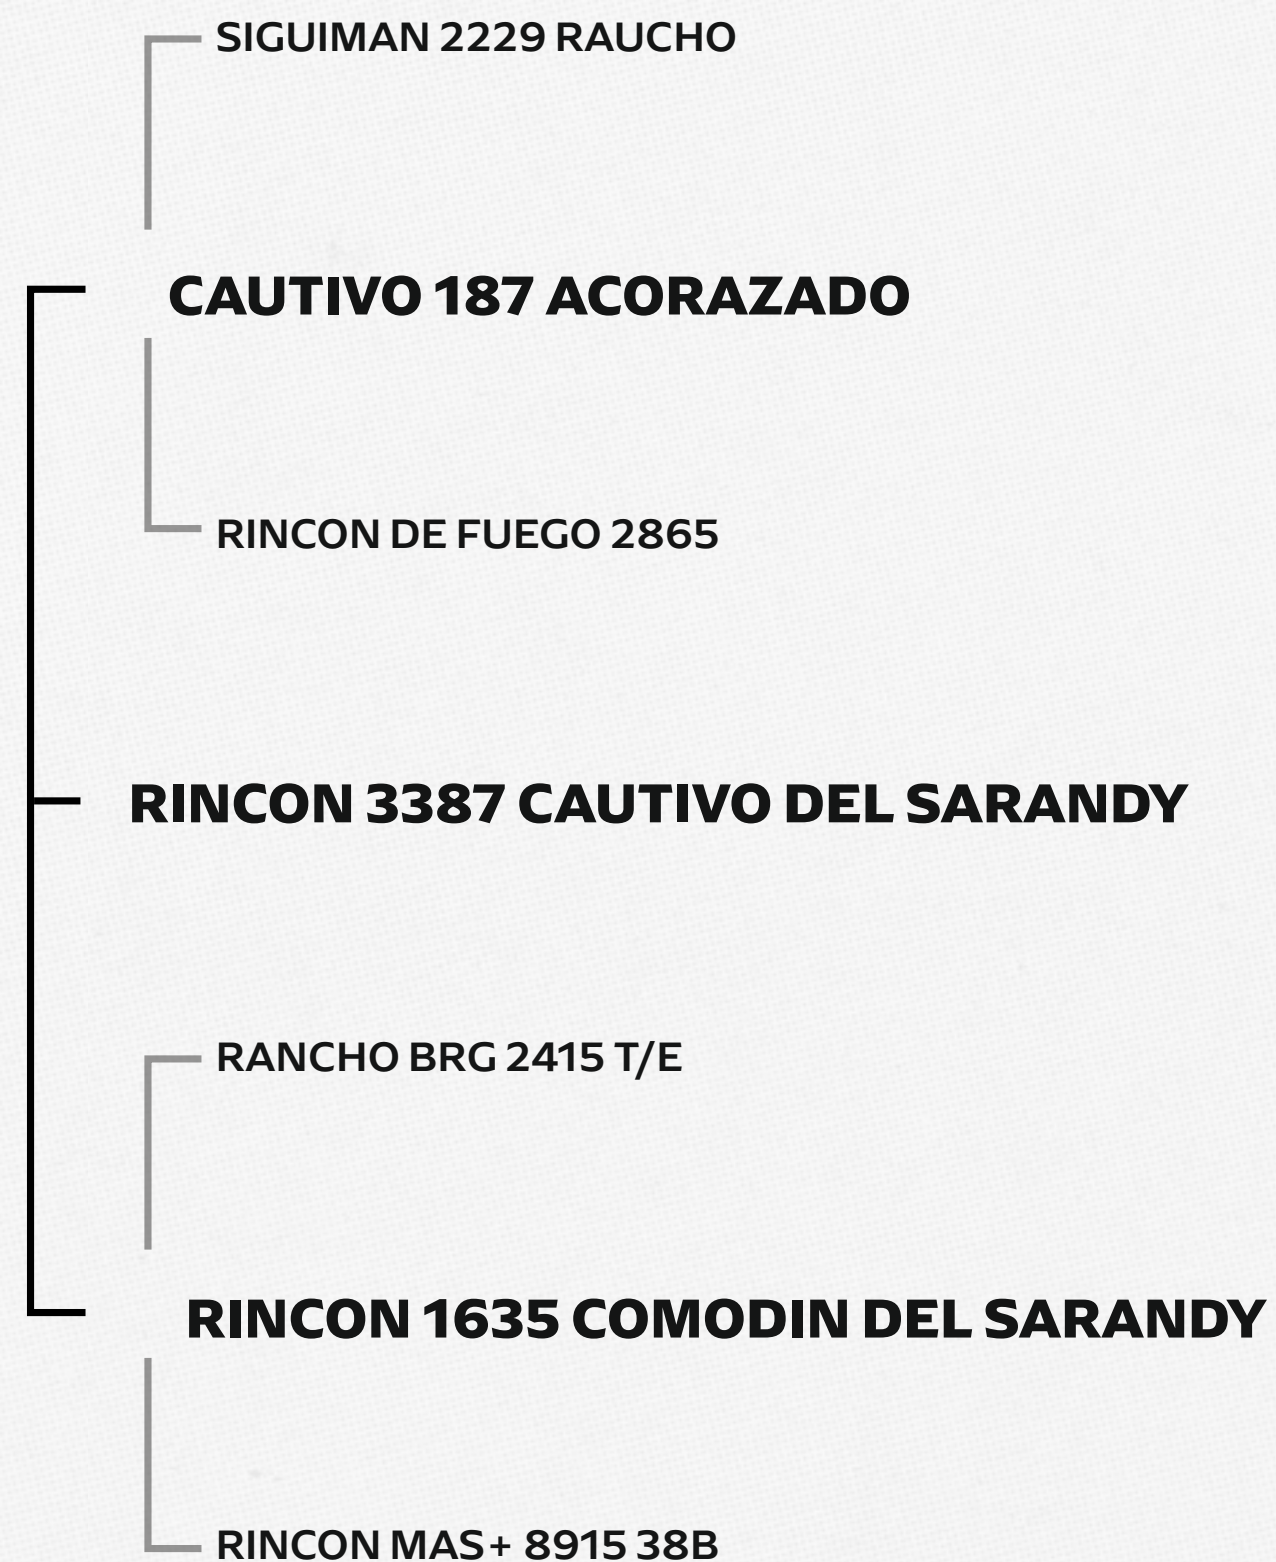 SIGUIMAN 2229 RAUCHO
CAUTIVO 187 ACORAZADO
RINCON DE FUEGO 2865
RINCON 3387 CAUTIVO DEL SARANDY
RANCHO BRG 2415 T/E
RINCON 1635 COMODIN DEL SARANDY
RINCON MAS+ 8915 38B